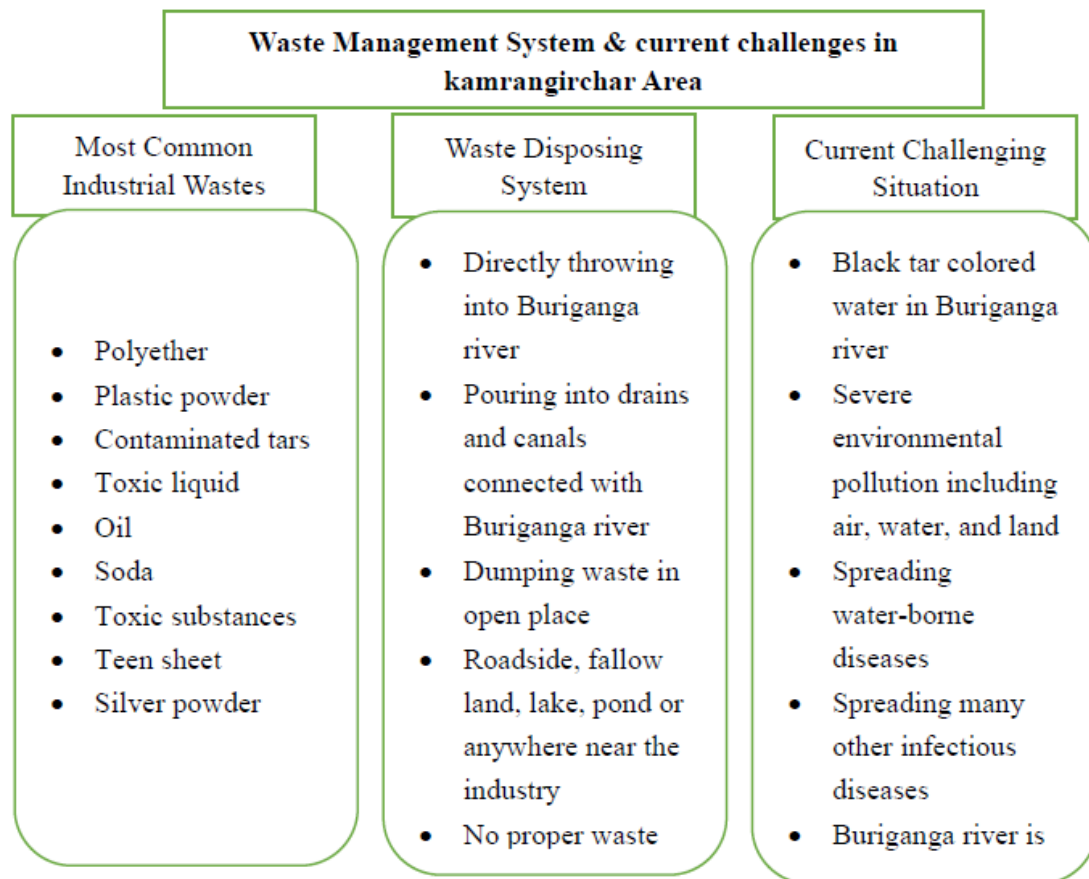 Waste Management System & current challenges in
kamrangirchar Area
Most Common
Industrial Wastes
• Polyether
• Plastic powder
• Contaminated tars
• Toxic liquid
• Oil
• Soda
• Toxic substances
• Teen sheet
• Silver powder
Waste Disposing
System
• Directly throwing
into Buriganga
river
• Pouring into drains
and canals
connected with
Buriganga river
• Dumping waste in
open place
• Roadside, fallow
land, lake, pond or
anywhere near the
industry
• No proper waste
Current Challenging
Situation
• Black tar colored
water in Buriganga
river
• Severe
environmental
pollution including
air, water, and land
• Spreading
water-borne
diseases
• Spreading many
other infectious
diseases
• Buriganga river is